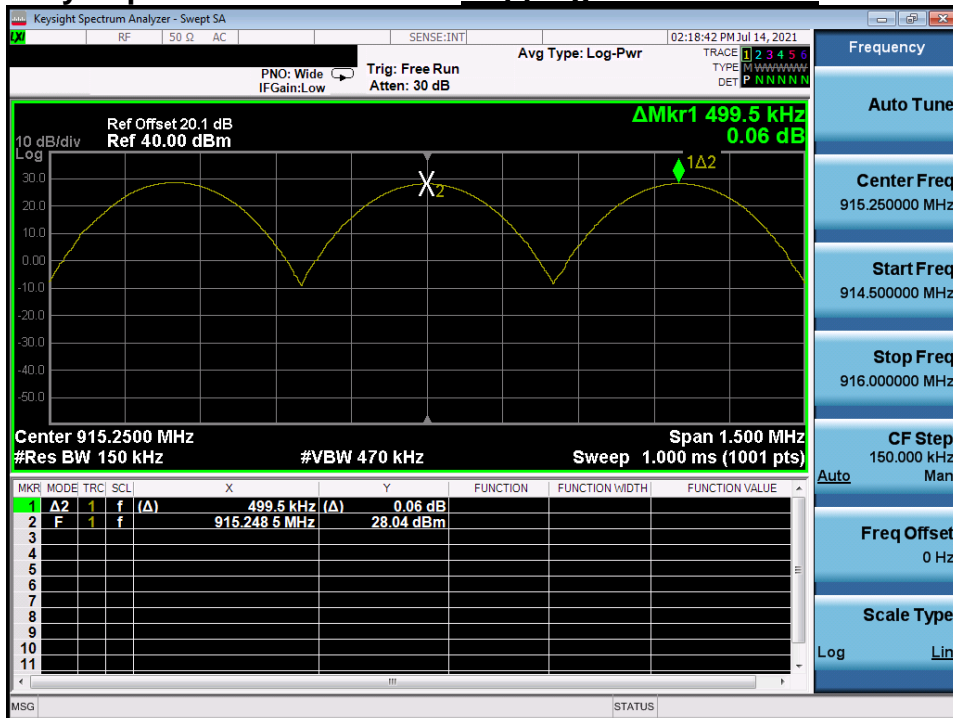 Keysight Spectrum Analyzer - Swept SA
LXI RF 50 Ω AC SENSE:INT 02:18:42 PM Jul 14, 2021
PNO: Wide
IFGain:Low
Trig: Free Run
Atten: 30 dB
Avg Type: Log-Pwr
TRACE 1 2 3 4 5 6
TYPE M WWWWW
DET P N N N N N
Ref Offset 20.1 dB
10 dB/div Ref 40.00 dBm
Log
ΔMkr1 499.5 kHz
0.06 dB
1Δ2
X2
30.0
20.0
10.0
0.00
-10.0
-20.0
-30.0
-40.0
-50.0
Center 915.2500 MHz Span 1.500 MHz
#Res BW 150 kHz #VBW 470 kHz Sweep 1.000 ms (1001 pts)
MKR MODE TRC SCL X Y FUNCTION FUNCTION WIDTH FUNCTION VALUE
1 Δ2 1 f (Δ) 499.5 kHz (Δ) 0.06 dB
2 F 1 f 915.248 5 MHz 28.04 dBm
3
4
5
6
7
8
9
10
11
MSG STATUS
Frequency
Auto Tune
Center Freq
915.250000 MHz
Start Freq
914.500000 MHz
Stop Freq
916.000000 MHz
CF Step
150.000 kHz
Auto Man
Freq Offset
0 Hz
Scale Type
Log Lin